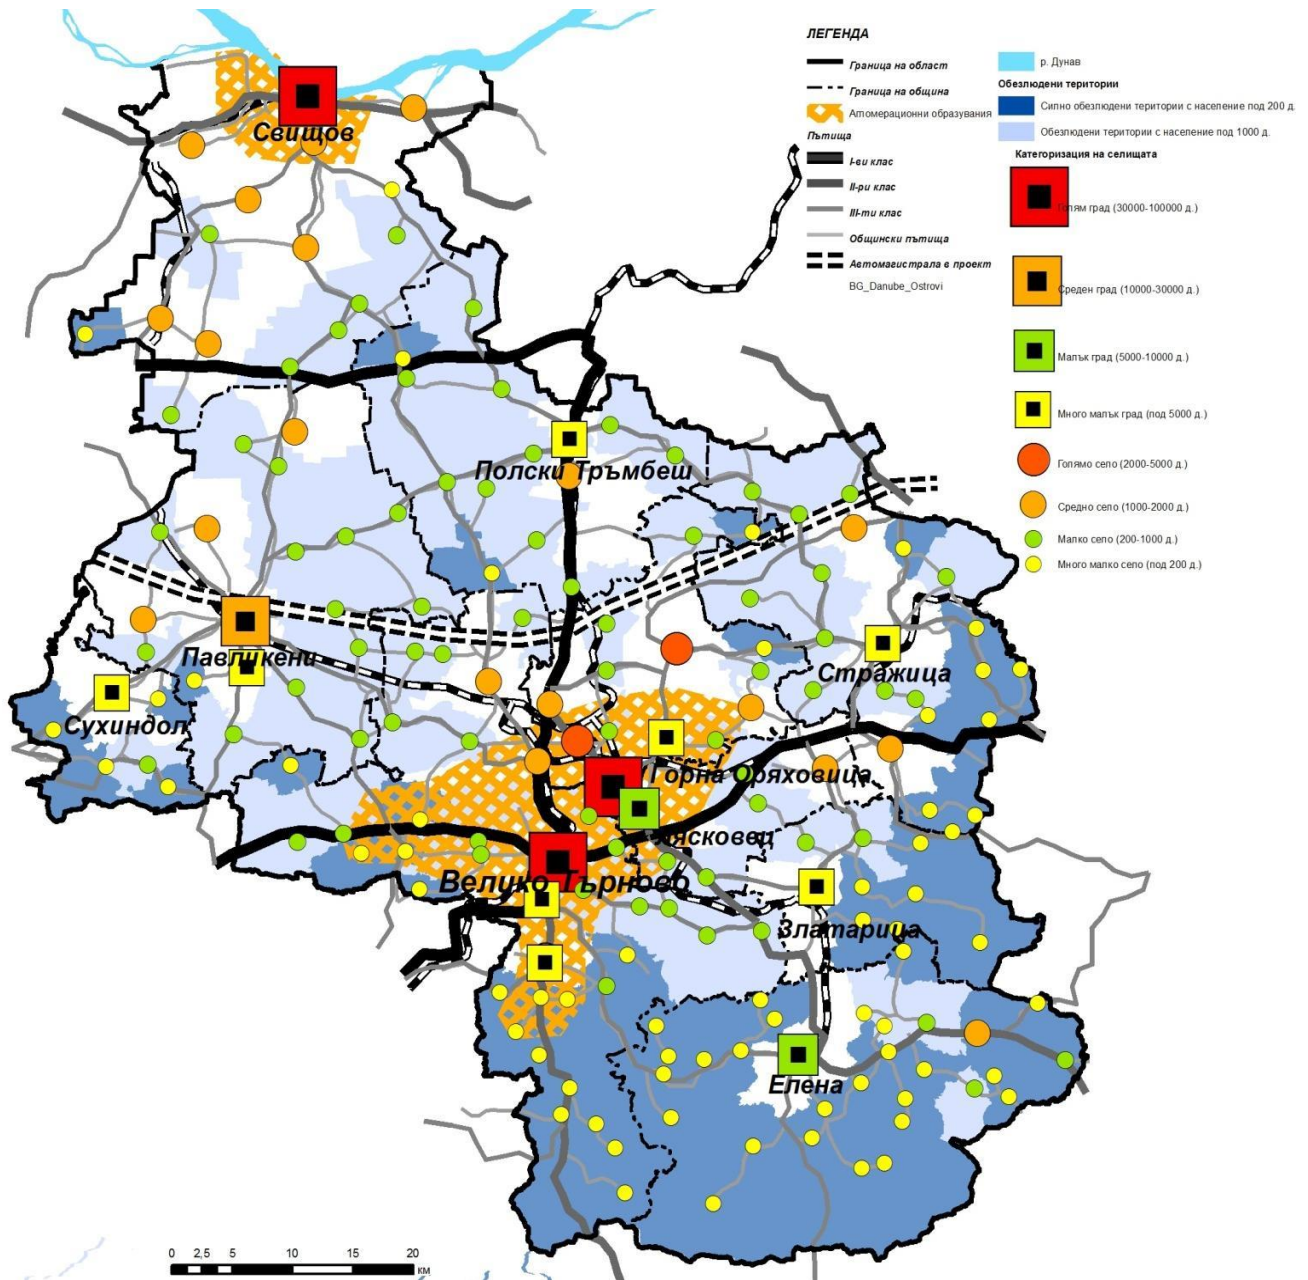 ЛЕГЕНДА
Граница на област
Граница на община
Агломерационни образувания
Пътища
I-ви клас
II-ри клас
III-ти клас
Общински пътища
Автомагистрала в проект
BG_Danube_Ostrovi
р. Дунав
Обезлюдени територии
Силно обезлюдени територии с население под 200 д.
Обезлюдени територии с население под 1000 д.
Категоризация на селищата
Голям град (30000-100000 д.)
Среден град (10000-30000 д.)
Малък град (5000-10000 д.)
Много малък град (под 5000 д.)
Голямо село (2000-5000 д.)
Средно село (1000-2000 д.)
Малко село (200-1000 д.)
Много малко село (под 200 д.)
Свищов
Полски Тръмбеш
Павликени
Стражица
Сухиндол
Горна Оряховица
Лясковец
Велико Търново
Златарица
Елена
0 2,5 5 10 15 20
км